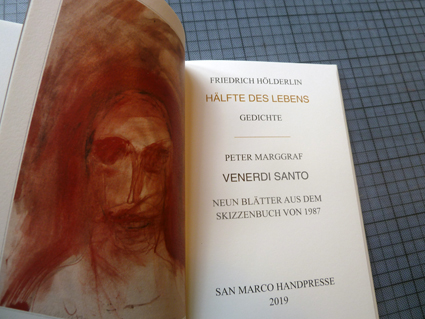 FRIEDRICH HÖLDERLIN
HÄLFTE DES LEBENS
GEDICHTE
PETER MARGGRAF
VENERDI SANTO
NEUN BLÄTTER AUS DEM
SKIZZENBUCH VON 1987
SAN MARCO HANDPRESSE
2019